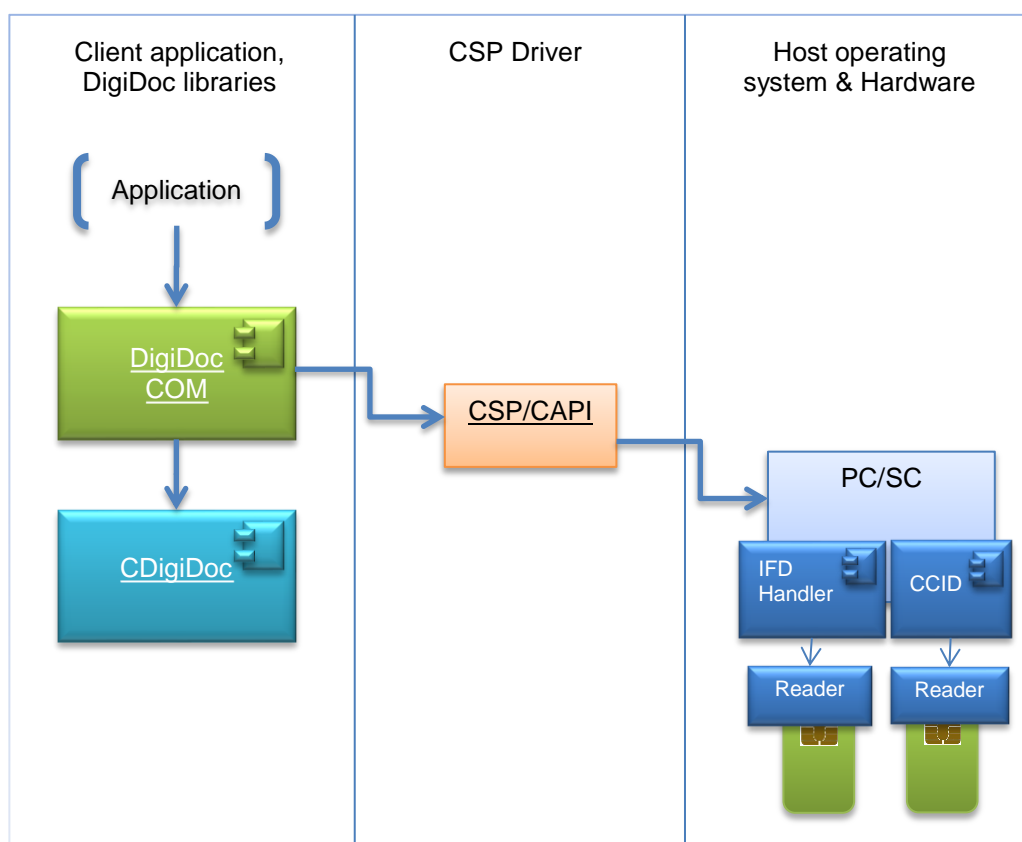 Client application,
DigiDoc libraries
CSP Driver
Host operating
system & Hardware
Application
DigiDoc
COM
CSP/CAPI
PC/SC
CDigiDoc
IFD
Handler
CCID
Reader
Reader